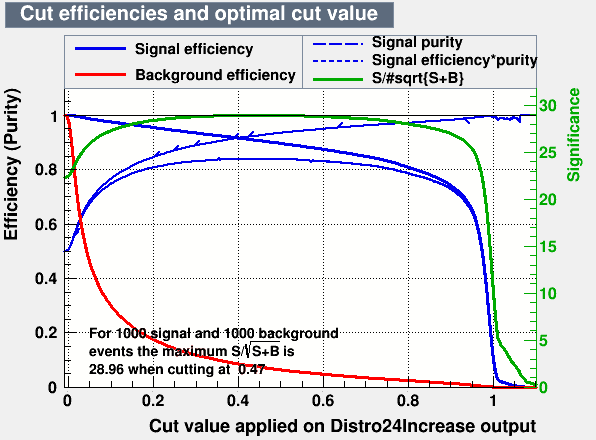 Cut efficiencies and optimal cut value
Signal efficiency
Background efficiency
Signal purity
Signal efficiency*purity
S/#sqrt{S+B}
Efficiency (Purity)
1
0.8
0.6
0.4
0.2
0
Significance
30
25
20
15
10
5
0
For 1000 signal and 1000 background
events the maximum S/√S+B is
28.96 when cutting at 0.47
0 0.2 0.4 0.6 0.8 1
Cut value applied on Distro24Increase output